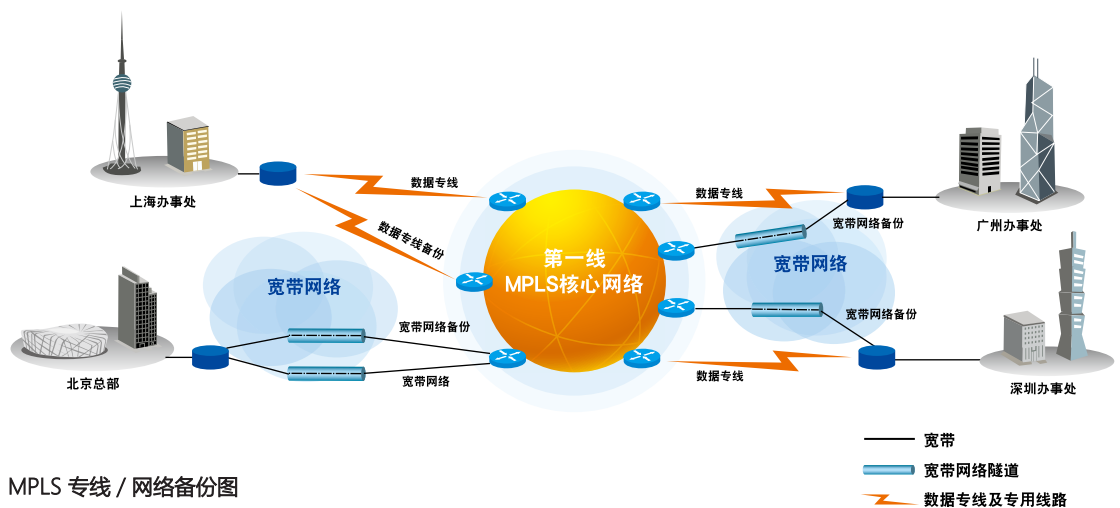 上海办事处
数据专线
数据专线备份
数据专线
宽带网络备份
广州办事处
第一线
MPLS核心网络
宽带网络
宽带网络
宽带网络备份
宽带网络备份
宽带网络
数据专线
北京总部
深圳办事处
宽带
宽带网络隧道
数据专线及专用线路
MPLS 专线 / 网络备份图